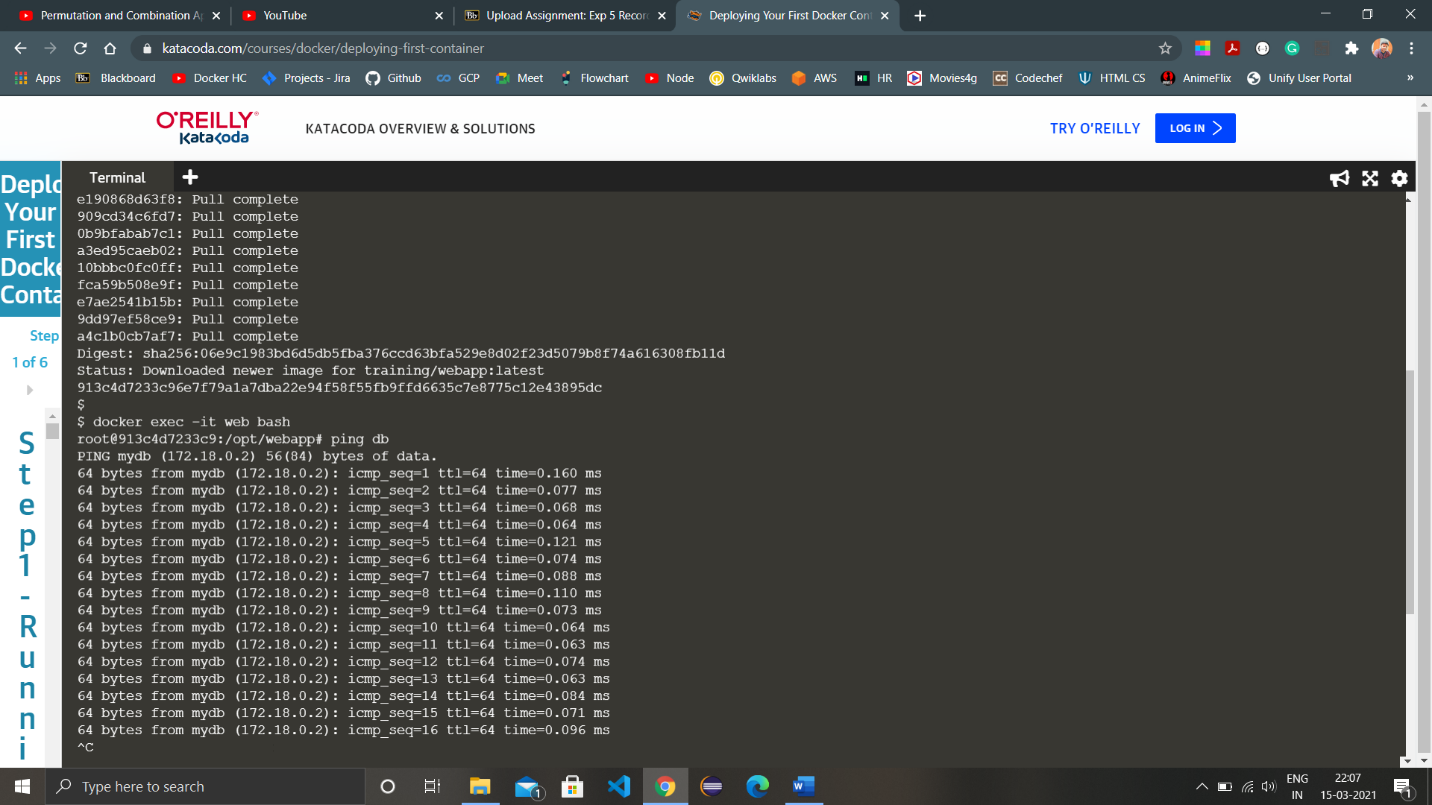 Permutation and Combination Ap
YouTube
Upload Assignment: Exp 5 Record
Deploying Your First Docker Cont
katacoda.com/courses/docker/deploying-first-container
Apps
Blackboard
Docker HC
Projects - Jira
Github
GCP
Meet
Flowchart
Node
Qwiklabs
AWS
HR
Movies4g
Codechef
HTML CS
AnimeFlix
Unify User Portal
»
O'REILLY®
Katacoda
KATACODA OVERVIEW & SOLUTIONS
TRY O'REILLY
LOG IN
Deplo
Your
First
Docke
Conta
Step
1 of 6
S
t
e
p
1
-
R
u
n
n
i
Terminal
e190868d63f8: Pull complete
909cd34c6fd7: Pull complete
0b9bfabab7c1: Pull complete
a3ed95caeb02: Pull complete
10bbbc0fc0ff: Pull complete
fca59b508e9f: Pull complete
e7ae2541b15b: Pull complete
9dd97ef58ce9: Pull complete
a4c1b0cb7af7: Pull complete
Digest: sha256:06e9c1983bd6d5db5fba376ccd63bfa529e8d02f23d5079b8f74a616308fb11d
Status: Downloaded newer image for training/webapp:latest
913c4d7233c96e7f79a1a7dba22e94f58f55fb9ffd6635c7e8775c12e43895dc
$
$ docker exec -it web bash
root@913c4d7233c9:/opt/webapp# ping db
PING mydb (172.18.0.2) 56(84) bytes of data.
64 bytes from mydb (172.18.0.2): icmp_seq=1 ttl=64 time=0.160 ms
64 bytes from mydb (172.18.0.2): icmp_seq=2 ttl=64 time=0.077 ms
64 bytes from mydb (172.18.0.2): icmp_seq=3 ttl=64 time=0.068 ms
64 bytes from mydb (172.18.0.2): icmp_seq=4 ttl=64 time=0.064 ms
64 bytes from mydb (172.18.0.2): icmp_seq=5 ttl=64 time=0.121 ms
64 bytes from mydb (172.18.0.2): icmp_seq=6 ttl=64 time=0.074 ms
64 bytes from mydb (172.18.0.2): icmp_seq=7 ttl=64 time=0.088 ms
64 bytes from mydb (172.18.0.2): icmp_seq=8 ttl=64 time=0.110 ms
64 bytes from mydb (172.18.0.2): icmp_seq=9 ttl=64 time=0.073 ms
64 bytes from mydb (172.18.0.2): icmp_seq=10 ttl=64 time=0.064 ms
64 bytes from mydb (172.18.0.2): icmp_seq=11 ttl=64 time=0.063 ms
64 bytes from mydb (172.18.0.2): icmp_seq=12 ttl=64 time=0.074 ms
64 bytes from mydb (172.18.0.2): icmp_seq=13 ttl=64 time=0.063 ms
64 bytes from mydb (172.18.0.2): icmp_seq=14 ttl=64 time=0.084 ms
64 bytes from mydb (172.18.0.2): icmp_seq=15 ttl=64 time=0.071 ms
64 bytes from mydb (172.18.0.2): icmp_seq=16 ttl=64 time=0.096 ms
^C
Type here to search
1
ENG
IN
22:07
15-03-2021
1